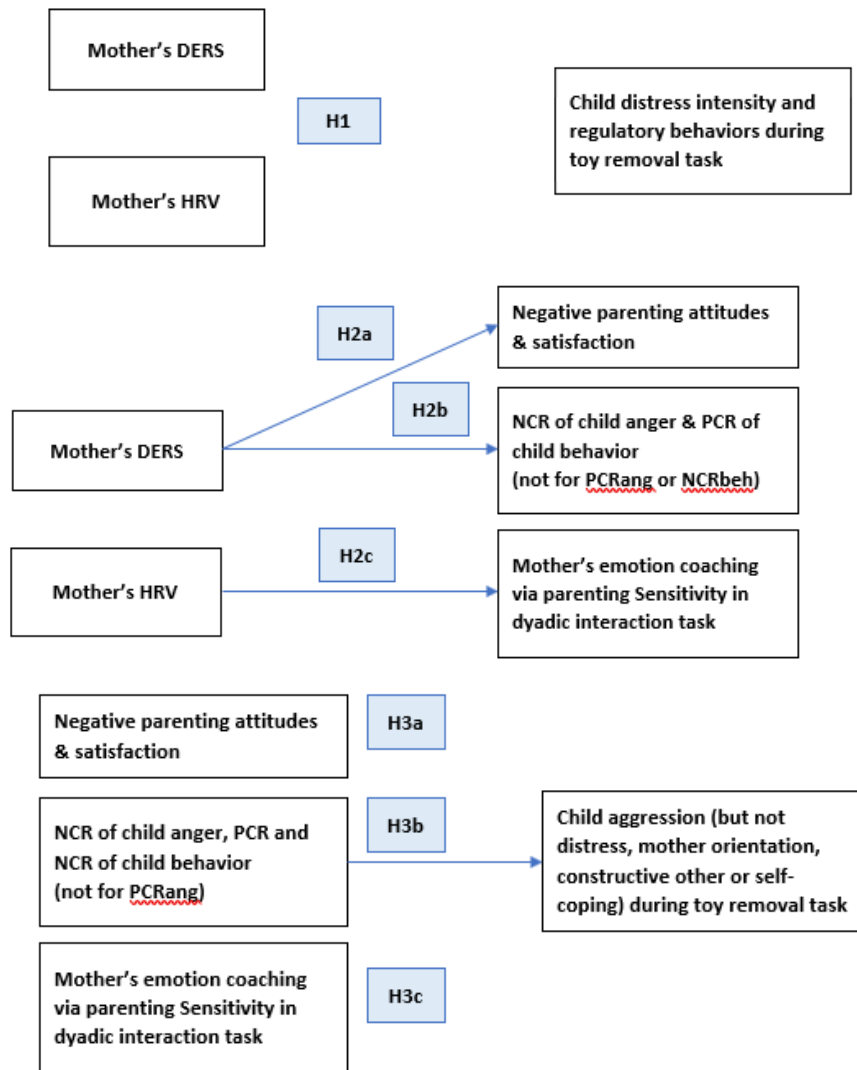 Mother's DERS
H1
Child distress intensity and
regulatory behaviors during
toy removal task
Mother's HRV
H2a
Negative parenting attitudes
& satisfaction
H2b
Mother's DERS
NCR of child anger & PCR of
child behavior
(not for PCRang or NCRbeh)
H2c
Mother's HRV
Mother's emotion coaching
via parenting Sensitivity in
dyadic interaction task
Negative parenting attitudes
& satisfaction
H3a
NCR of child anger, PCR and
NCR of child behavior
(not for PCRang)
H3b
Child aggression (but not
distress, mother orientation,
constructive other or self-
coping) during toy removal task
Mother's emotion coaching
via parenting Sensitivity in
dyadic interaction task
H3c